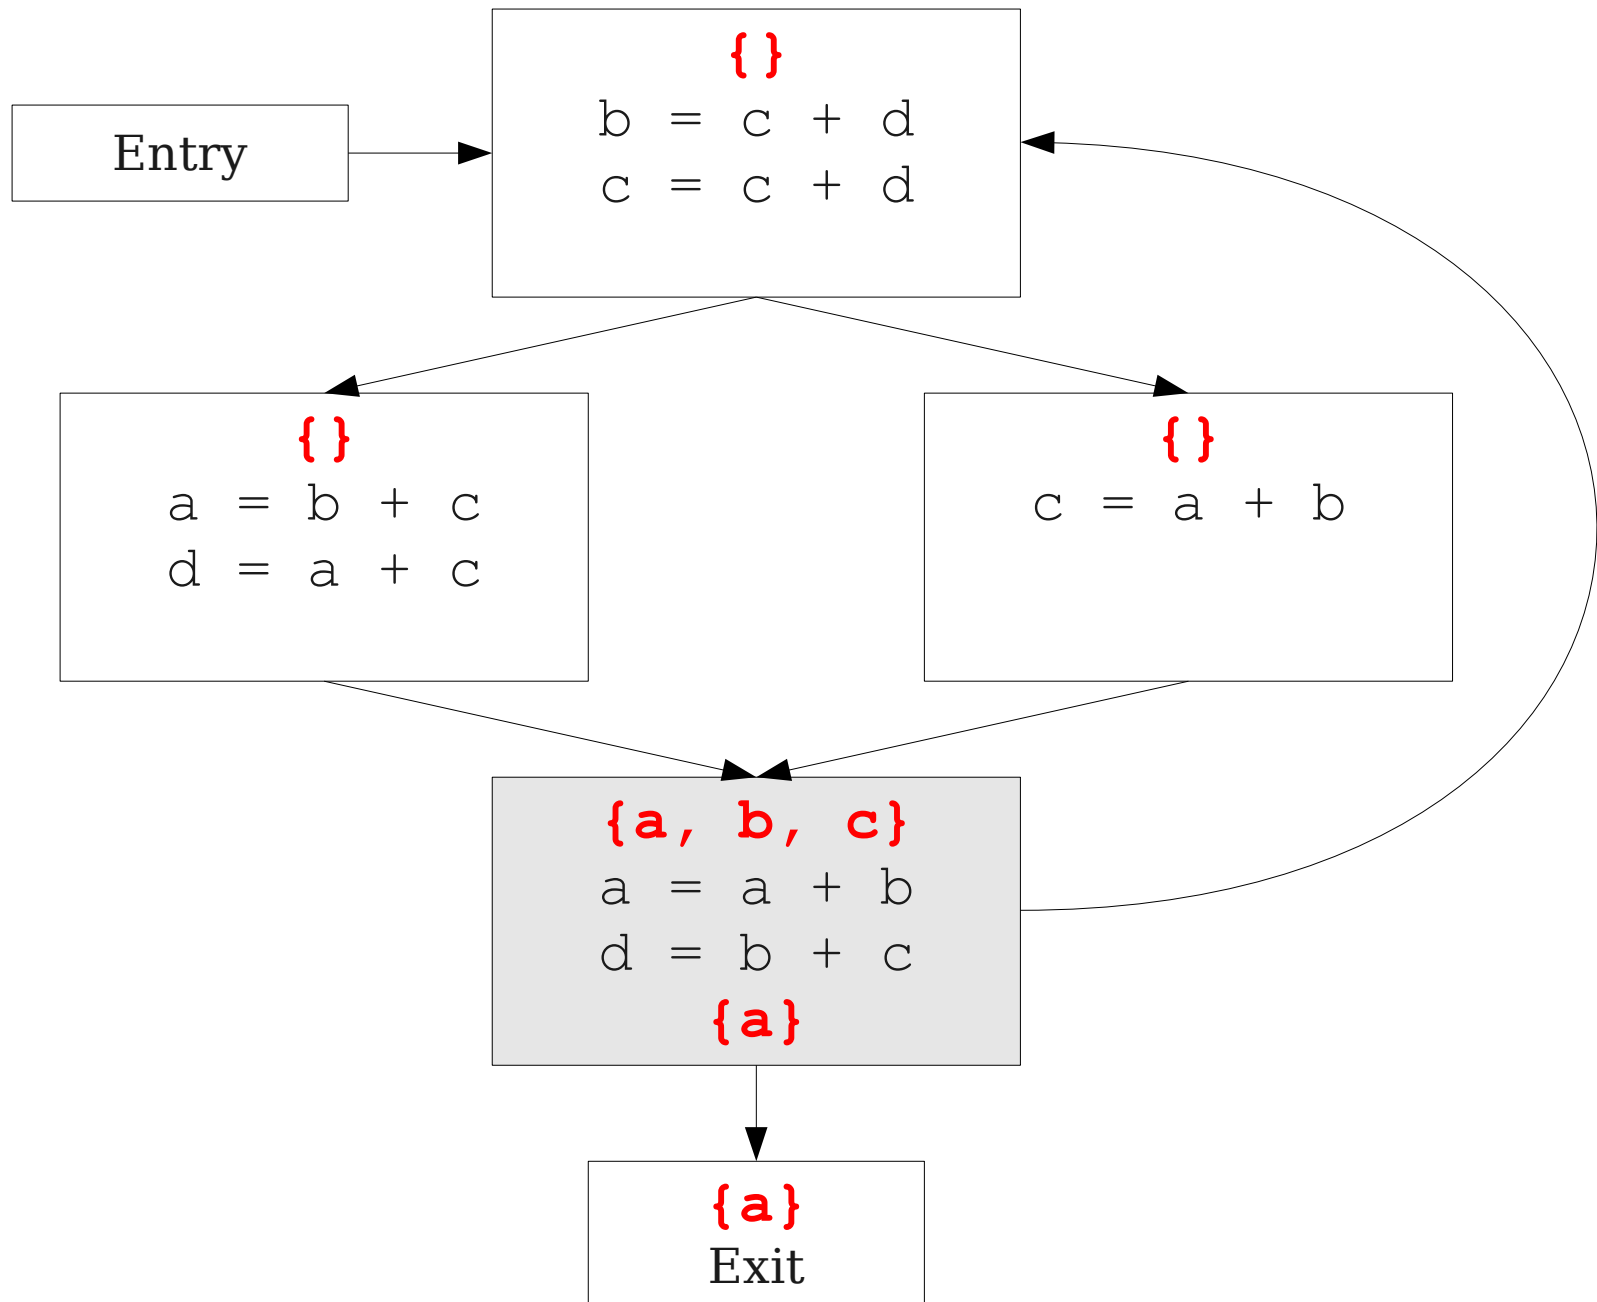 {}
b = c + d
c = c + d
Entry
{}
a = b + c
d = a + c
{}
c = a + b
{a, b, c}
a = a + b
d = b + c
{a}
{a}
Exit